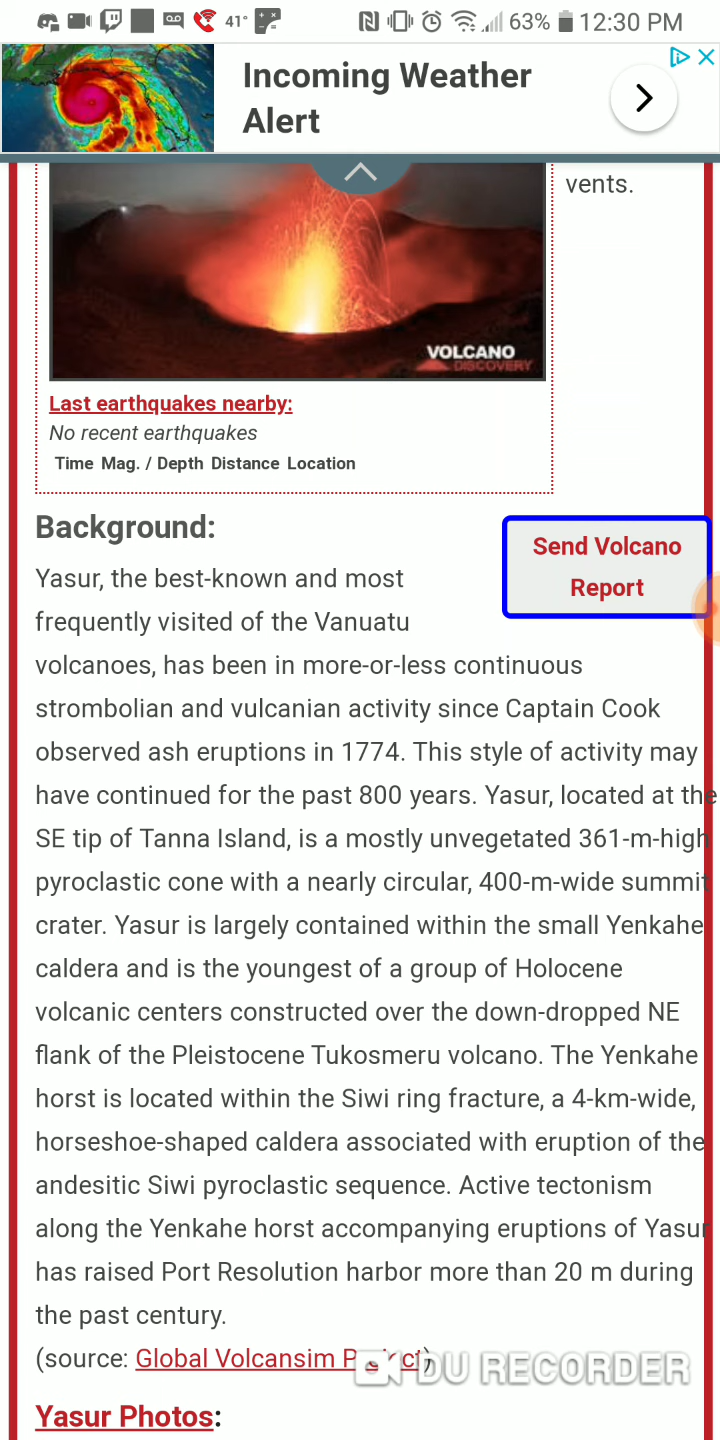 41°
63%
12:30 PM
Incoming Weather
Alert
vents.
VOLCANO
DISCOVERY
Last earthquakes nearby:
No recent earthquakes
Time Mag. / Depth Distance Location
Background:
Send Volcano
Report
Yasur, the best-known and most
frequently visited of the Vanuatu
volcanoes, has been in more-or-less continuous
strombolian and vulcanian activity since Captain Cook
observed ash eruptions in 1774. This style of activity may
have continued for the past 800 years. Yasur, located at the
SE tip of Tanna Island, is a mostly unvegetated 361-m-high
pyroclastic cone with a nearly circular, 400-m-wide summit
crater. Yasur is largely contained within the small Yenkahe
caldera and is the youngest of a group of Holocene
volcanic centers constructed over the down-dropped NE
flank of the Pleistocene Tukosmeru volcano. The Yenkahe
horst is located within the Siwi ring fracture, a 4-km-wide,
horseshoe-shaped caldera associated with eruption of the
andesitic Siwi pyroclastic sequence. Active tectonism
along the Yenkahe horst accompanying eruptions of Yasur
has raised Port Resolution harbor more than 20 m during
the past century.
(source: Global Volcansim
DU RECORDER
Yasur Photos: